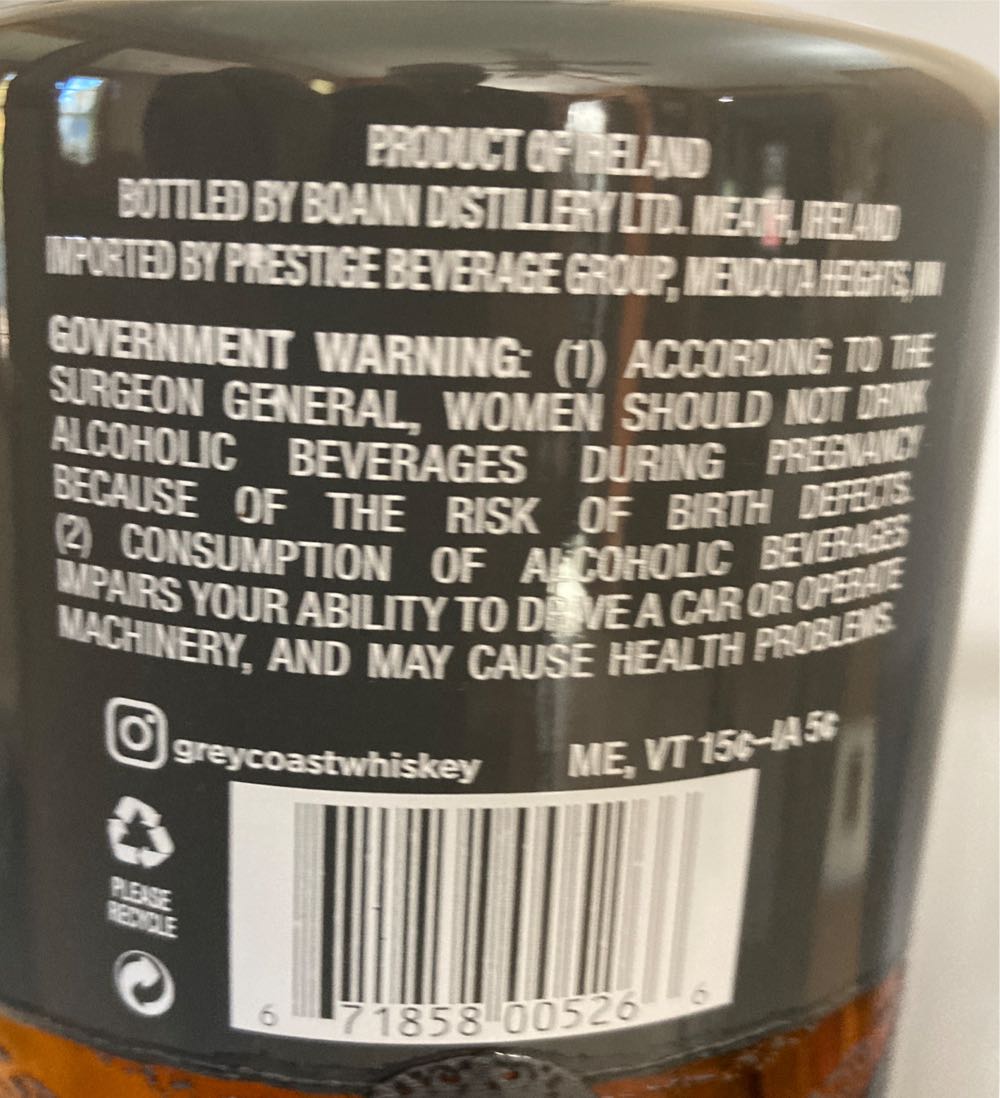 PRODUCT OF IRELAND
BOTTLED BY BOANN DISTILLERY LTD. MEATH, IRELAND
IMPORTED BY PRESTIGE BEVERAGE GROUP, MENDOTA HEIGHTS, MN
GOVERNMENT WARNING: (1) ACCORDING TO THE
SURGEON GENERAL, WOMEN SHOULD NOT DRINK
ALCOHOLIC BEVERAGES DURING PREGNANCY
BECAUSE OF THE RISK OF BIRTH DEFECTS.
(2) CONSUMPTION OF ALCOHOLIC BEVERAGES
IMPAIRS YOUR ABILITY TO DRIVE A CAR OR OPERATE
MACHINERY, AND MAY CAUSE HEALTH PROBLEMS.
greycoastwhiskey
ME, VT 15¢–IA 5¢
PLEASE
RECYCLE
6 71858 00526 6